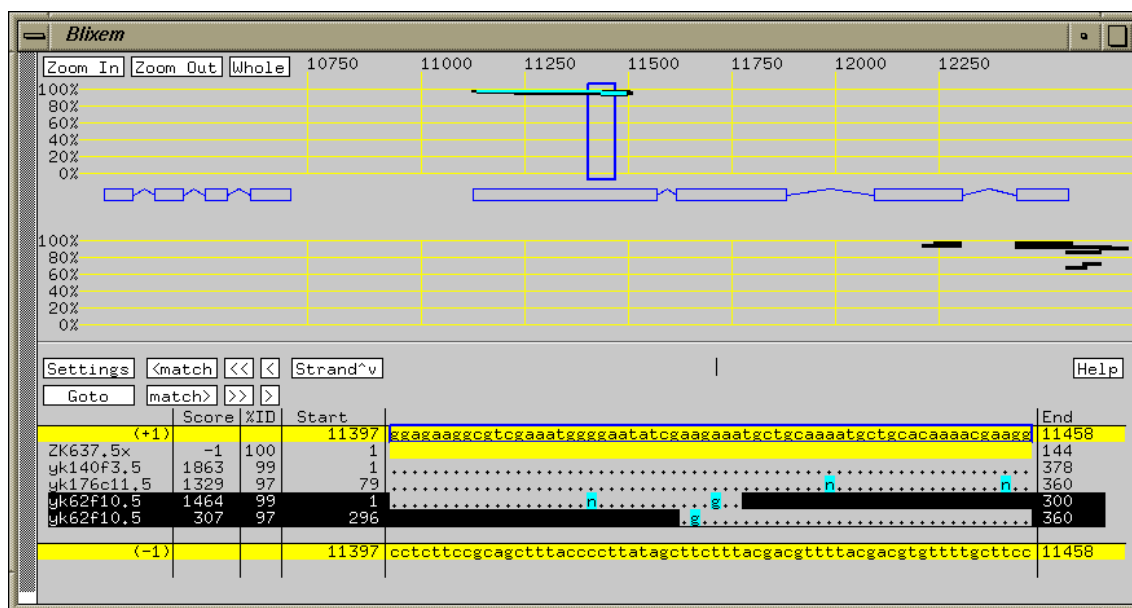 Blixem
Zoom In Zoom Out Whole 10750 11000 11250 11500 11750 12000 12250
100%
80%
60%
40%
20%
0%
100%
80%
60%
40%
20%
0%
Settings <match << < Strand^v Help
Goto match> >> >
Score %ID Start End
(+1) 11397 ggagaaggcgtcgaaatggggaatatcgaagaaatgctgcaaaatgctgcacaaaacgaagg 11458
ZK637.5x -1 100 1 144
yk140f3.5 1863 99 1 .............................................................. 378
yk176c11.5 1329 97 79 ..........................................n................n.. 360
yk62f10.5 1464 99 1 ...................n...........g.. 300
yk62f10.5 307 97 296 .g................................ 360
(-1) 11397 cctcttccgcagctttaccccttatagcttctttacgacgttttacgacgtgttttgcttcc 11458